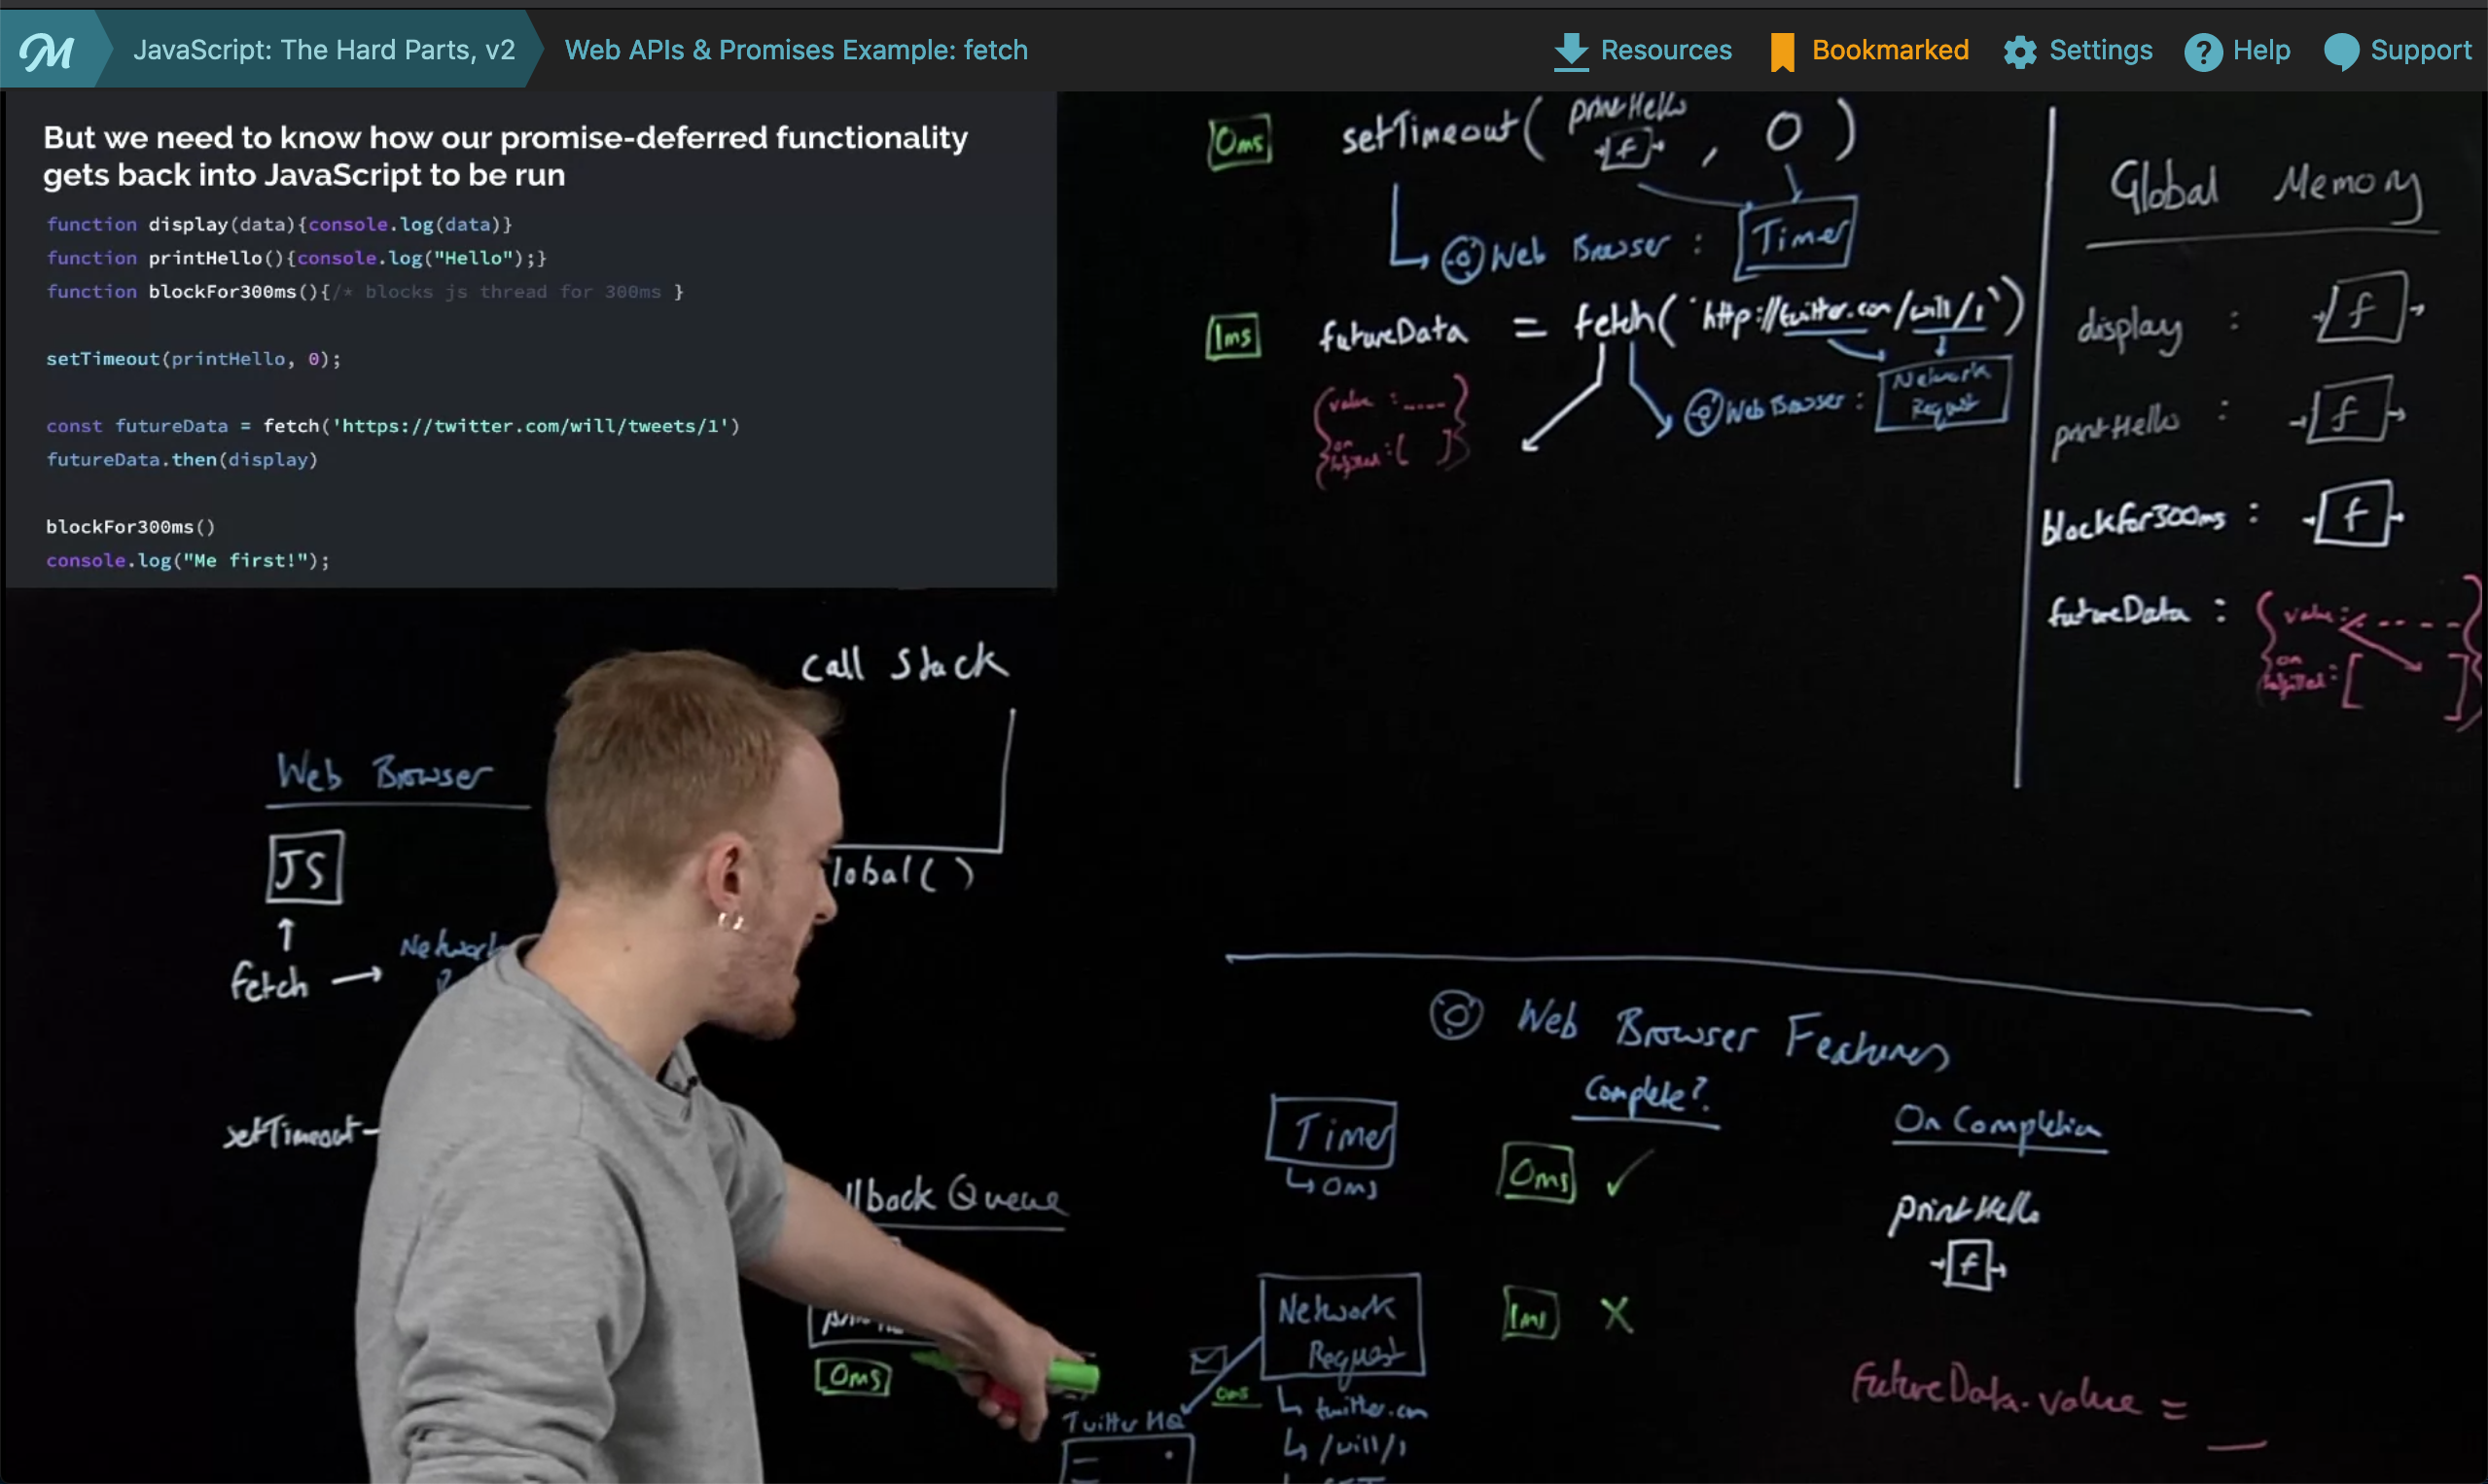 M
JavaScript: The Hard Parts, v2
Web APIs & Promises Example: fetch
Resources
Bookmarked
Settings
? Help
Support
But we need to know how our promise-deferred functionality
gets back into JavaScript to be run
function display(data){console.log(data)}
function printHello(){console.log("Hello");}
function blockFor300ms(){/* blocks js thread for 300ms }
setTimeout(printHello, 0);
const futureData = fetch('https://twitter.com/will/tweets/1')
futureData.then(display)
blockFor300ms()
console.log("Me first!");
0ms setTimeout( printHello f , 0 )
Web Browser : Timer
1ms futureData = fetch('http://twitter.com/will/1')
{value : .....
on
fulfilled : [ ]}
Web Browser : Network
Request
Global Memory
display : f
printHello : f
blockfor300ms : f
futureData : {value : - - - -
on
fulfilled : [ ]}
Call Stack
lobal( )
Web Browser
JS
fetch → Network
setTimeout
llback Queue
0ms
Web Browser Features
Complete?
On Completion
Timer
↳ 0ms
0ms ✓
printHello
f
Network
Request
1ms X
0ms
↳ twitter.com
↳ /will/1
Twitter HQ
futureData.value = __